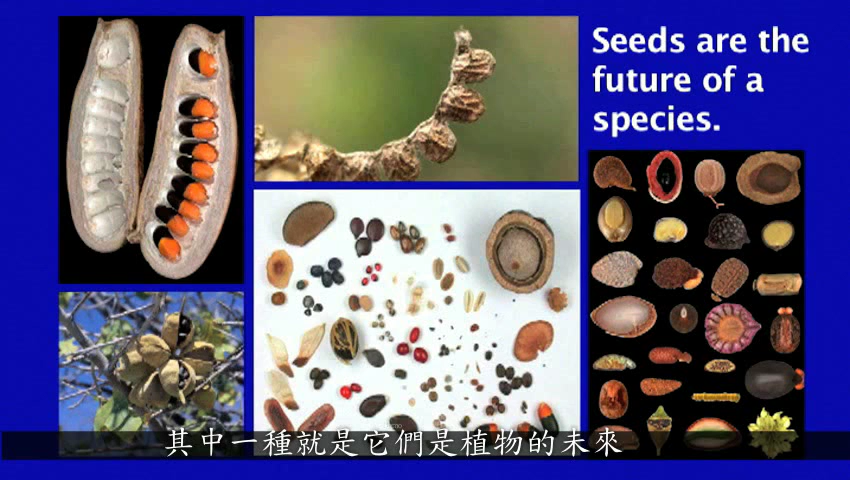 Seeds are the
future of a
species.
其中一種就是它們是植物的未來